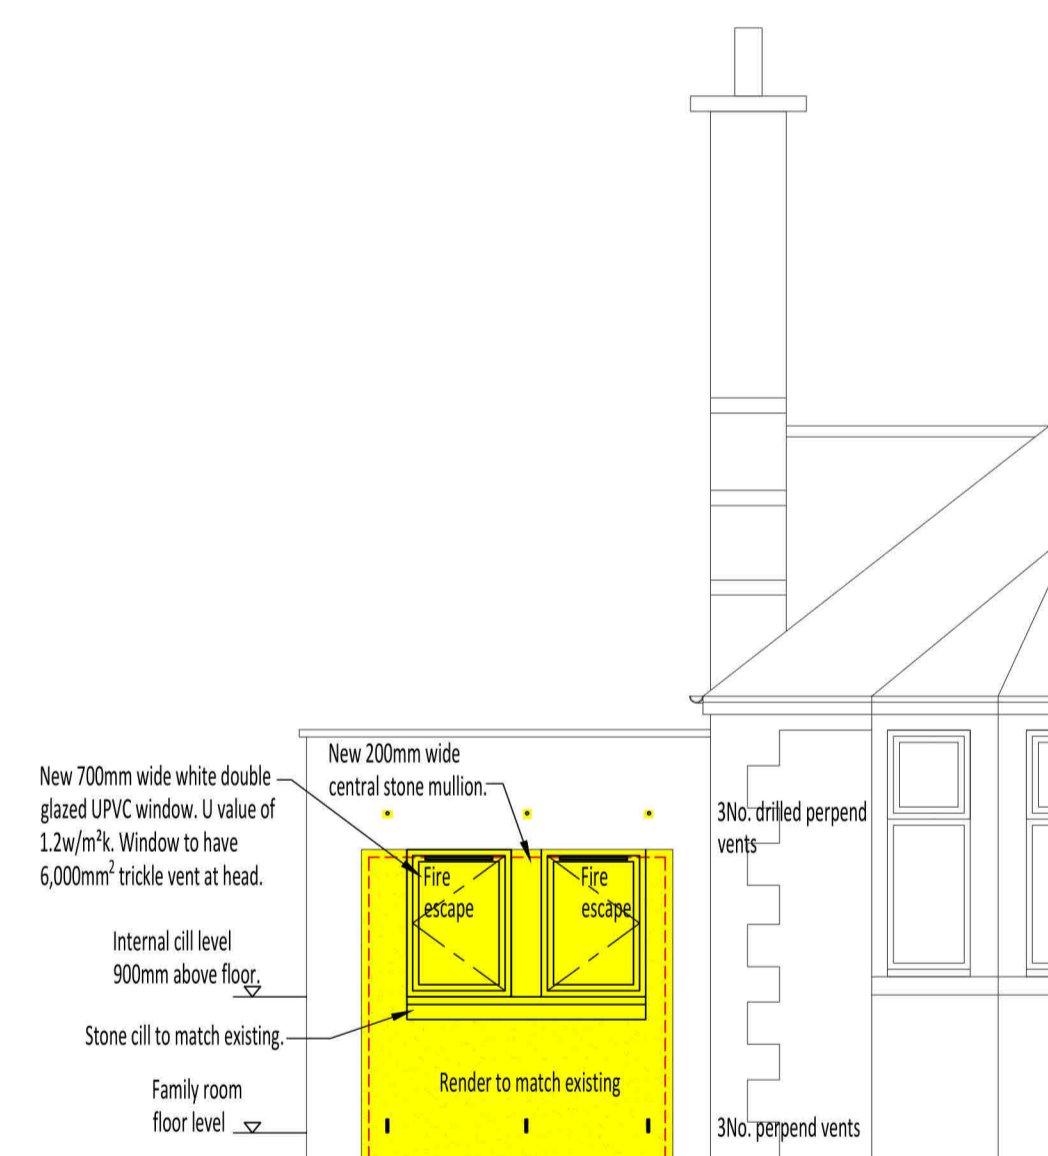 New 200mm wide
central stone mullion.
New 700mm wide white double
glazed UPVC window. U value of
1.2w/m²k. Window to have
6,000mm² trickle vent at head.
3No. drilled perpend
vents
Fire
escape
Fire
escape
Internal cill level
900mm above floor.
Stone cill to match existing.
Render to match existing
Family room
floor level
3No. perpend vents